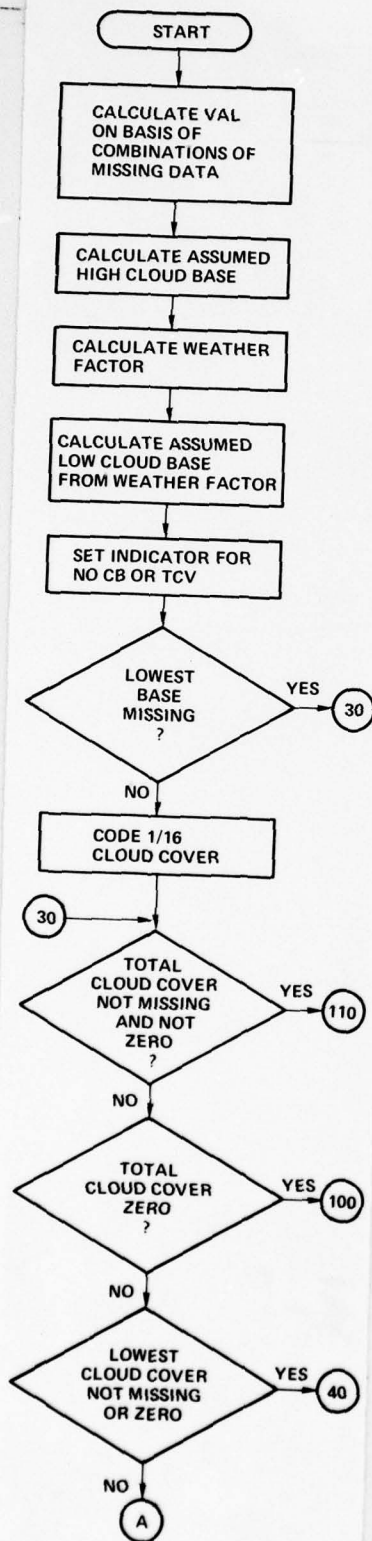 START
CALCULATE VAL
ON BASIS OF
COMBINATIONS OF
MISSING DATA
CALCULATE ASSUMED
HIGH CLOUD BASE
CALCULATE WEATHER
FACTOR
CALCULATE ASSUMED
LOW CLOUD BASE
FROM WEATHER FACTOR
SET INDICATOR FOR
NO CB OR TCV
LOWEST
BASE
MISSING
?
YES
30
NO
CODE 1/16
CLOUD COVER
30
TOTAL
CLOUD COVER
NOT MISSING
AND NOT
ZERO
?
YES
110
NO
TOTAL
CLOUD COVER
ZERO
?
YES
100
NO
LOWEST
CLOUD COVER
NOT MISSING
OR ZERO
YES
40
NO
A